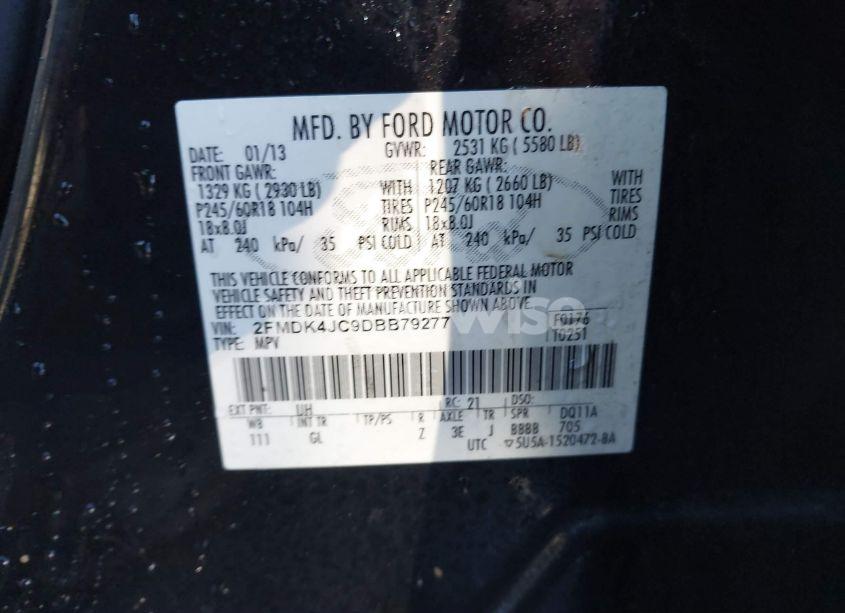 MFD. BY FORD MOTOR CO.
DATE: 01/13 GVWR: 2531 KG ( 5580 LB)
FRONT GAWR: REAR GAWR:
1329 KG ( 2930 LB) WITH 1207 KG ( 2660 LB) WITH
P245/60R18 104H TIRES P245/60R18 104H TIRES
18x8.0J RIMS 18x8.0J RIMS
AT 240 kPa/ 35 PSI COLD AT 240 kPa/ 35 PSI COLD
THIS VEHICLE CONFORMS TO ALL APPLICABLE FEDERAL MOTOR
VEHICLE SAFETY AND THEFT PREVENTION STANDARDS IN
EFFECT ON THE DATE OF MANUFACTURE SHOWN ABOVE
VIN: 2FMDK4JC9DBB79277 F0176
TYPE: MPV T0251
EXT PNT: UH RC: 21 DSO:
WB INT TR TP/PS R AXLE TR SPR DQ11A
111 GL Z 3E J BBBB 705
UTC 5U5A-1520472-BA